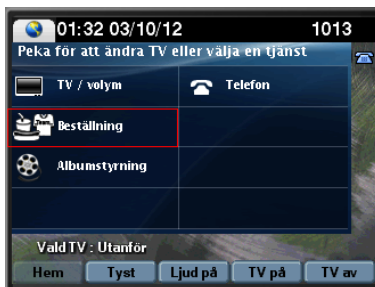 01:32 03/10/12 1013
Peka för att ändra TV eller välja en tjänst
TV / volym
Telefon
Beställning
Albumstyrning
Vald TV : Utanför
Hem Tyst Ljud på TV på TV av